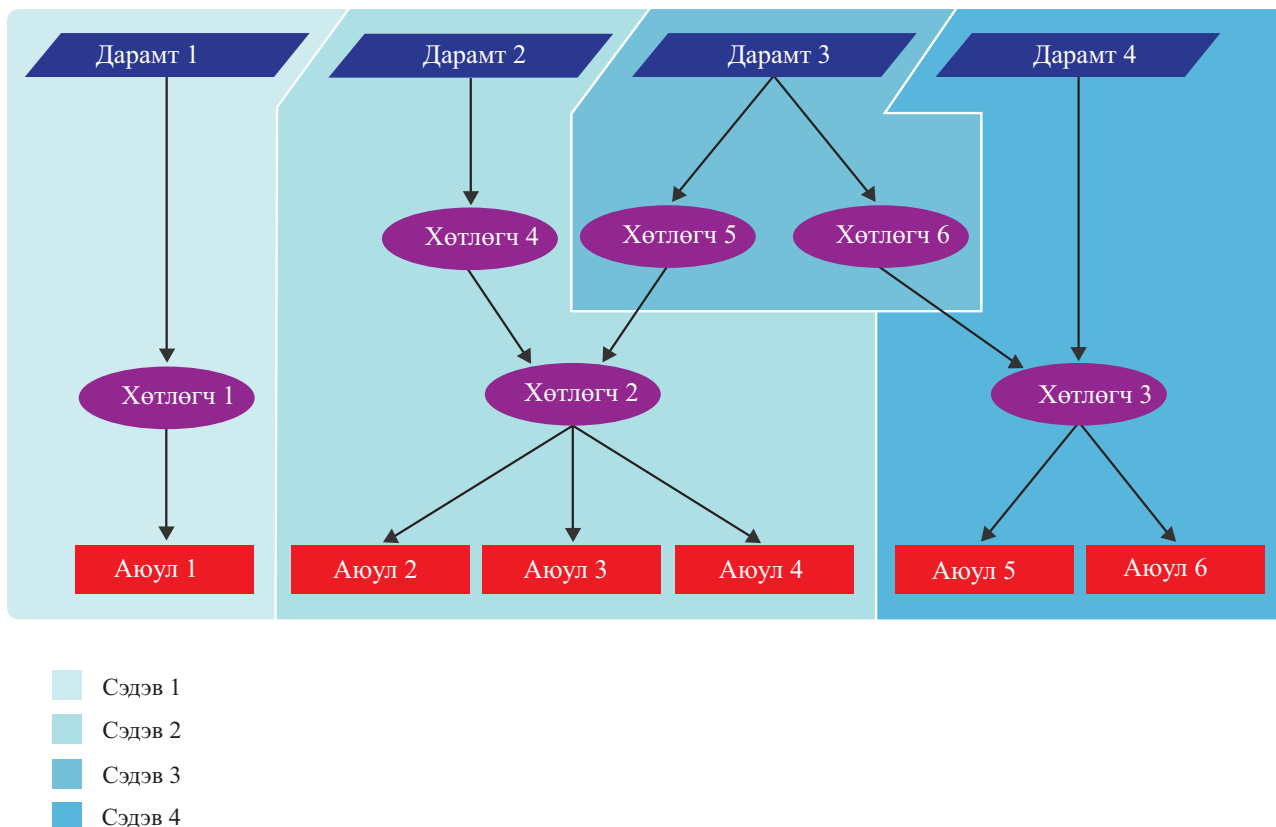 Дарамт 1
Дарамт 2
Дарамт 3
Дарамт 4
Хөтлөгч 4
Хөтлөгч 5
Хөтлөгч 6
Хөтлөгч 1
Хөтлөгч 2
Хөтлөгч 3
Аюул 1
Аюул 2
Аюул 3
Аюул 4
Аюул 5
Аюул 6
Сэдэв 1
Сэдэв 2
Сэдэв 3
Сэдэв 4